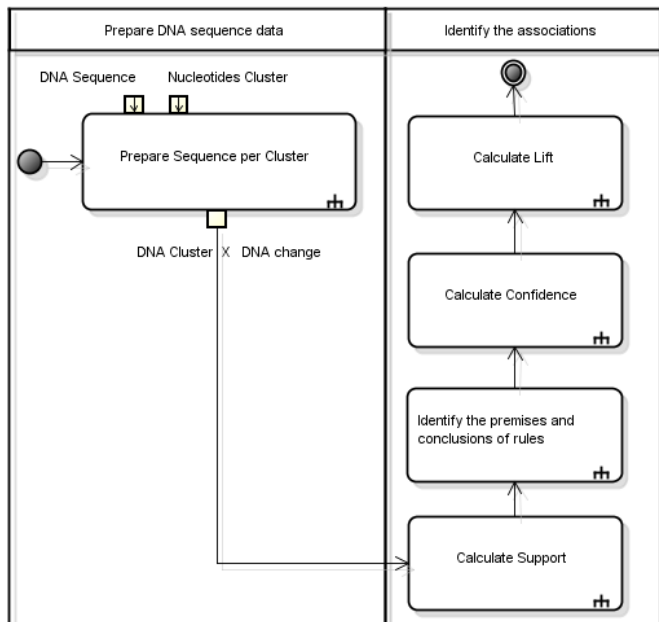 Prepare DNA sequence data
Identify the associations
DNA Sequence
Nucleotides Cluster
Prepare Sequence per Cluster
DNA Cluster X DNA change
Calculate Lift
Calculate Confidence
Identify the premises and
conclusions of rules
Calculate Support